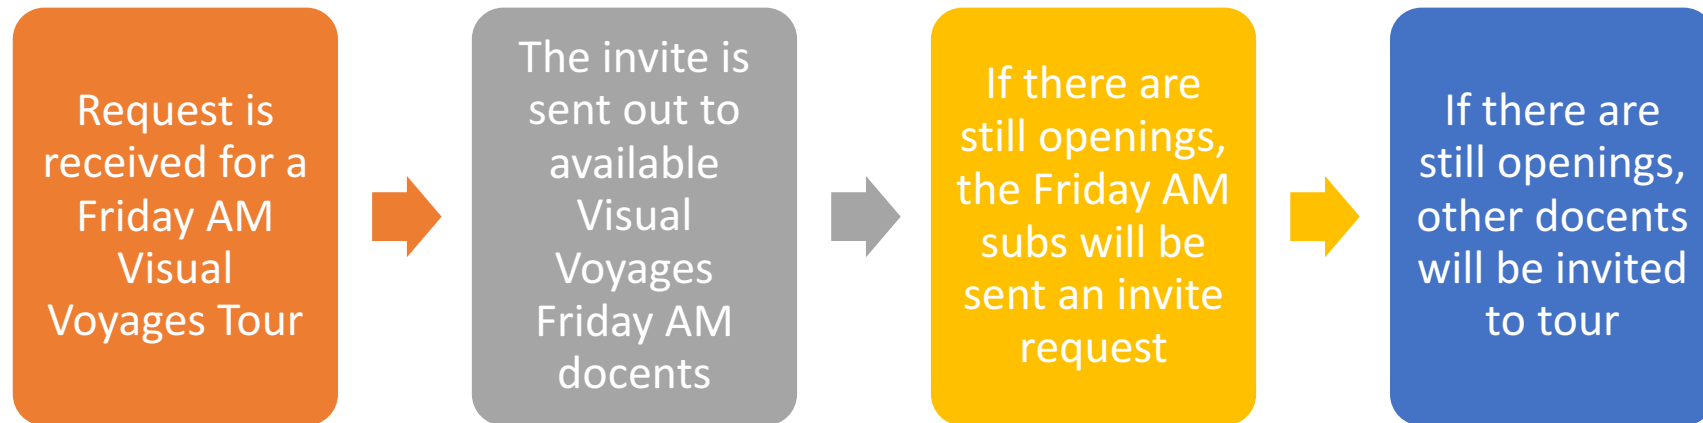 Request is
received for a
Friday AM
Visual
Voyages Tour
The invite is
sent out to
available
Visual
Voyages
Friday AM
docents
If there are
still openings,
the Friday AM
subs will be
sent an invite
request
If there are
still openings,
other docents
will be invited
to tour